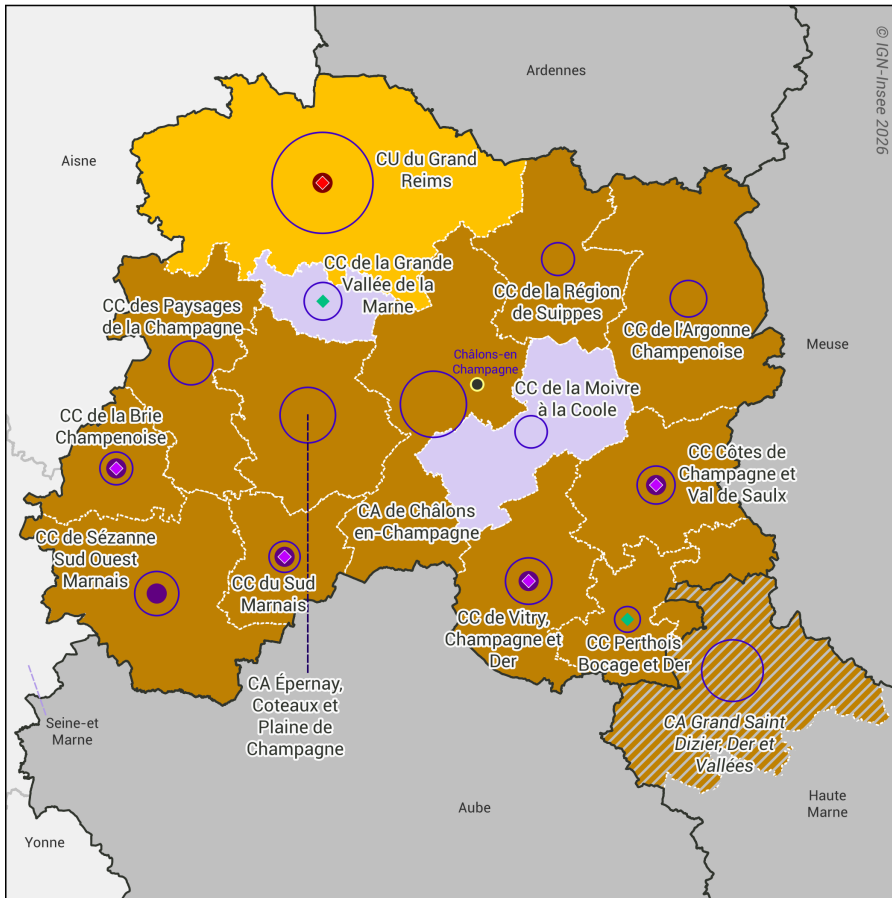 © IGN-Insee 2026
Ardennes
Aisne
CU du Grand
Reims
CC de la Grande
Vallée de la
Marne
CC de la Région
de Suippes
CC des Paysages
de la Champagne
CC de l'Argonne
Champenoise
Meuse
Châlons-en
Champagne
CC de la Moivre
à la Coole
CC de la Brie
Champenoise
CC Côtes de
Champagne et
Val de Saulx
CA de Châlons
en-Champagne
CC de Sézanne
Sud Ouest
Marnais
CC du Sud
Marnais
CC de Vitry,
Champagne et
Der
CC Perthois
Bocage et Der
CA Épernay,
Coteaux et
Plaine de
Champagne
CA Grand Saint
Dizier, Der et
Vallées
Seine-et
Marne
Aube
Haute
Marne
Yonne